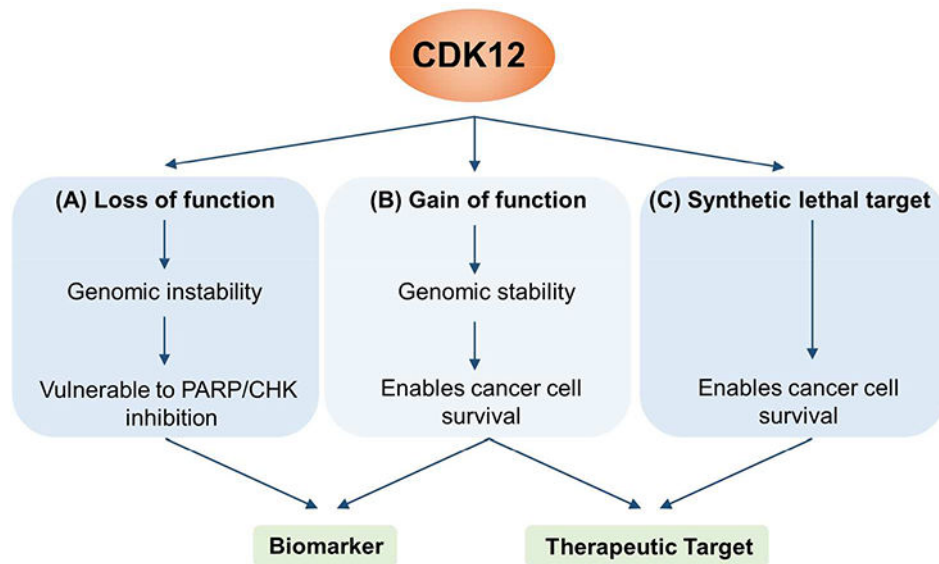 CDK12
(A) Loss of function
Genomic instability
Vulnerable to PARP/CHK
inhibition
(B) Gain of function
Genomic stability
Enables cancer cell
survival
(C) Synthetic lethal target
Enables cancer cell
survival
Biomarker
Therapeutic Target